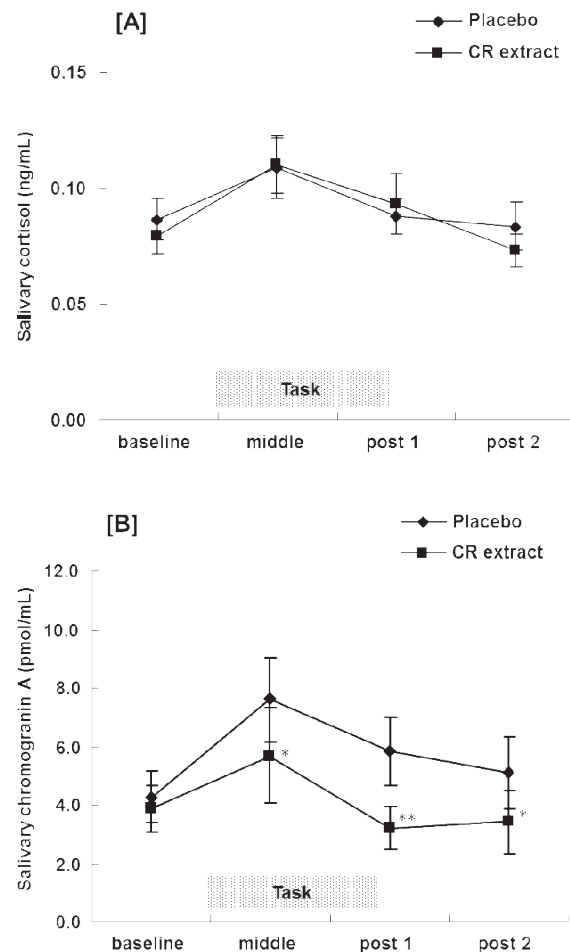 [A]
Placebo
CR extract
0.15
0.10
0.05
0.00
Salivary cortisol (ng/mL)
Task
baseline middle post 1 post 2
[B]
Placebo
CR extract
12.0
10.0
8.0
6.0
4.0
2.0
0.0
Salivary chromogranin A (pmol/mL)
*
**
*
Task
baseline middle post 1 post 2